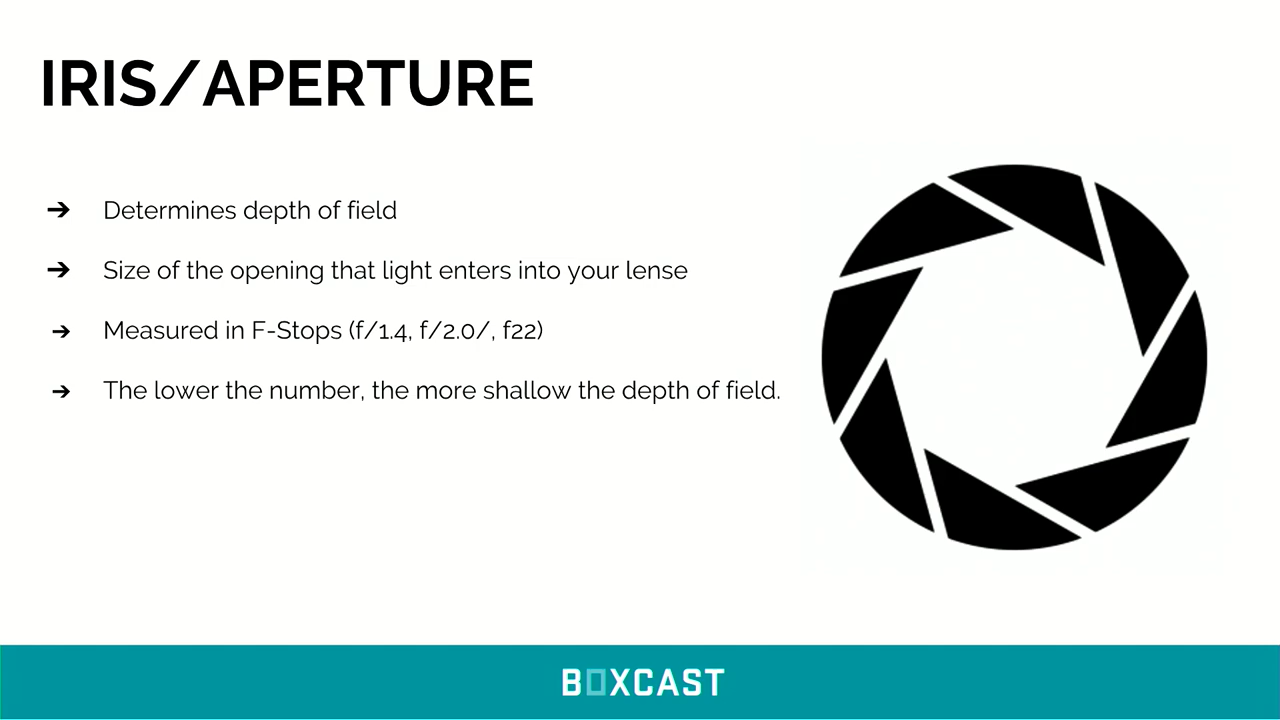 IRIS/APERTURE
➔ Determines depth of field
➔ Size of the opening that light enters into your lense
➔ Measured in F-Stops (f/1.4, f/2.0/, f22)
➔ The lower the number, the more shallow the depth of field.
BOXCAST